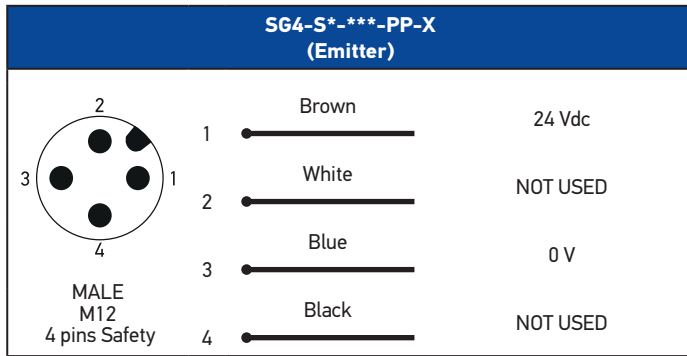 SG4-S*-***-PP-X
(Emitter)
2
3
1
4
MALE
M12
4 pins Safety
1
Brown
24 Vdc
2
White
NOT USED
3
Blue
0 V
4
Black
NOT USED